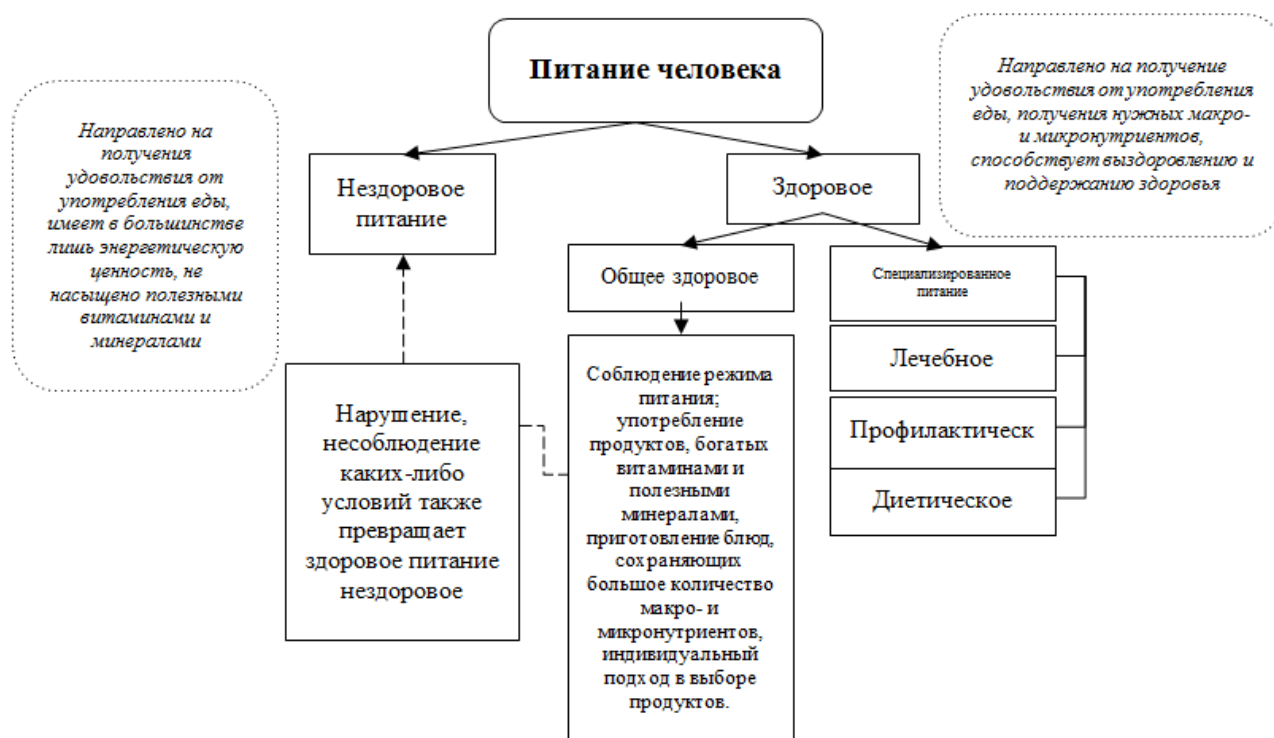 Питание человека
Направлено на получение
удовольствия от употребления
еды, получения нужных макро-
и микронутриентов,
способствует выздоровлению и
поддержанию здоровья
Направлено на
получения
удовольствия от
употребления еды,
имеет в большинстве
лишь энергетическую
ценность, не
насыщено полезными
витаминами и
минералами
Нездоровое
питание
Здоровое
Общее здоровое
Специализированное
питание
Лечебное
Профилактическ
Диетическое
Нарушение,
несоблюдение
каких-либо
условий также
превращает
здоровое питание
нездоровое
Соблюдение режима
питания;
употребление
продуктов, богатых
витаминами и
полезными
минералами,
приготовление блюд,
сохраняющих
большое количество
макро- и
микронутриентов,
индивидуальный
подход в выборе
продуктов.